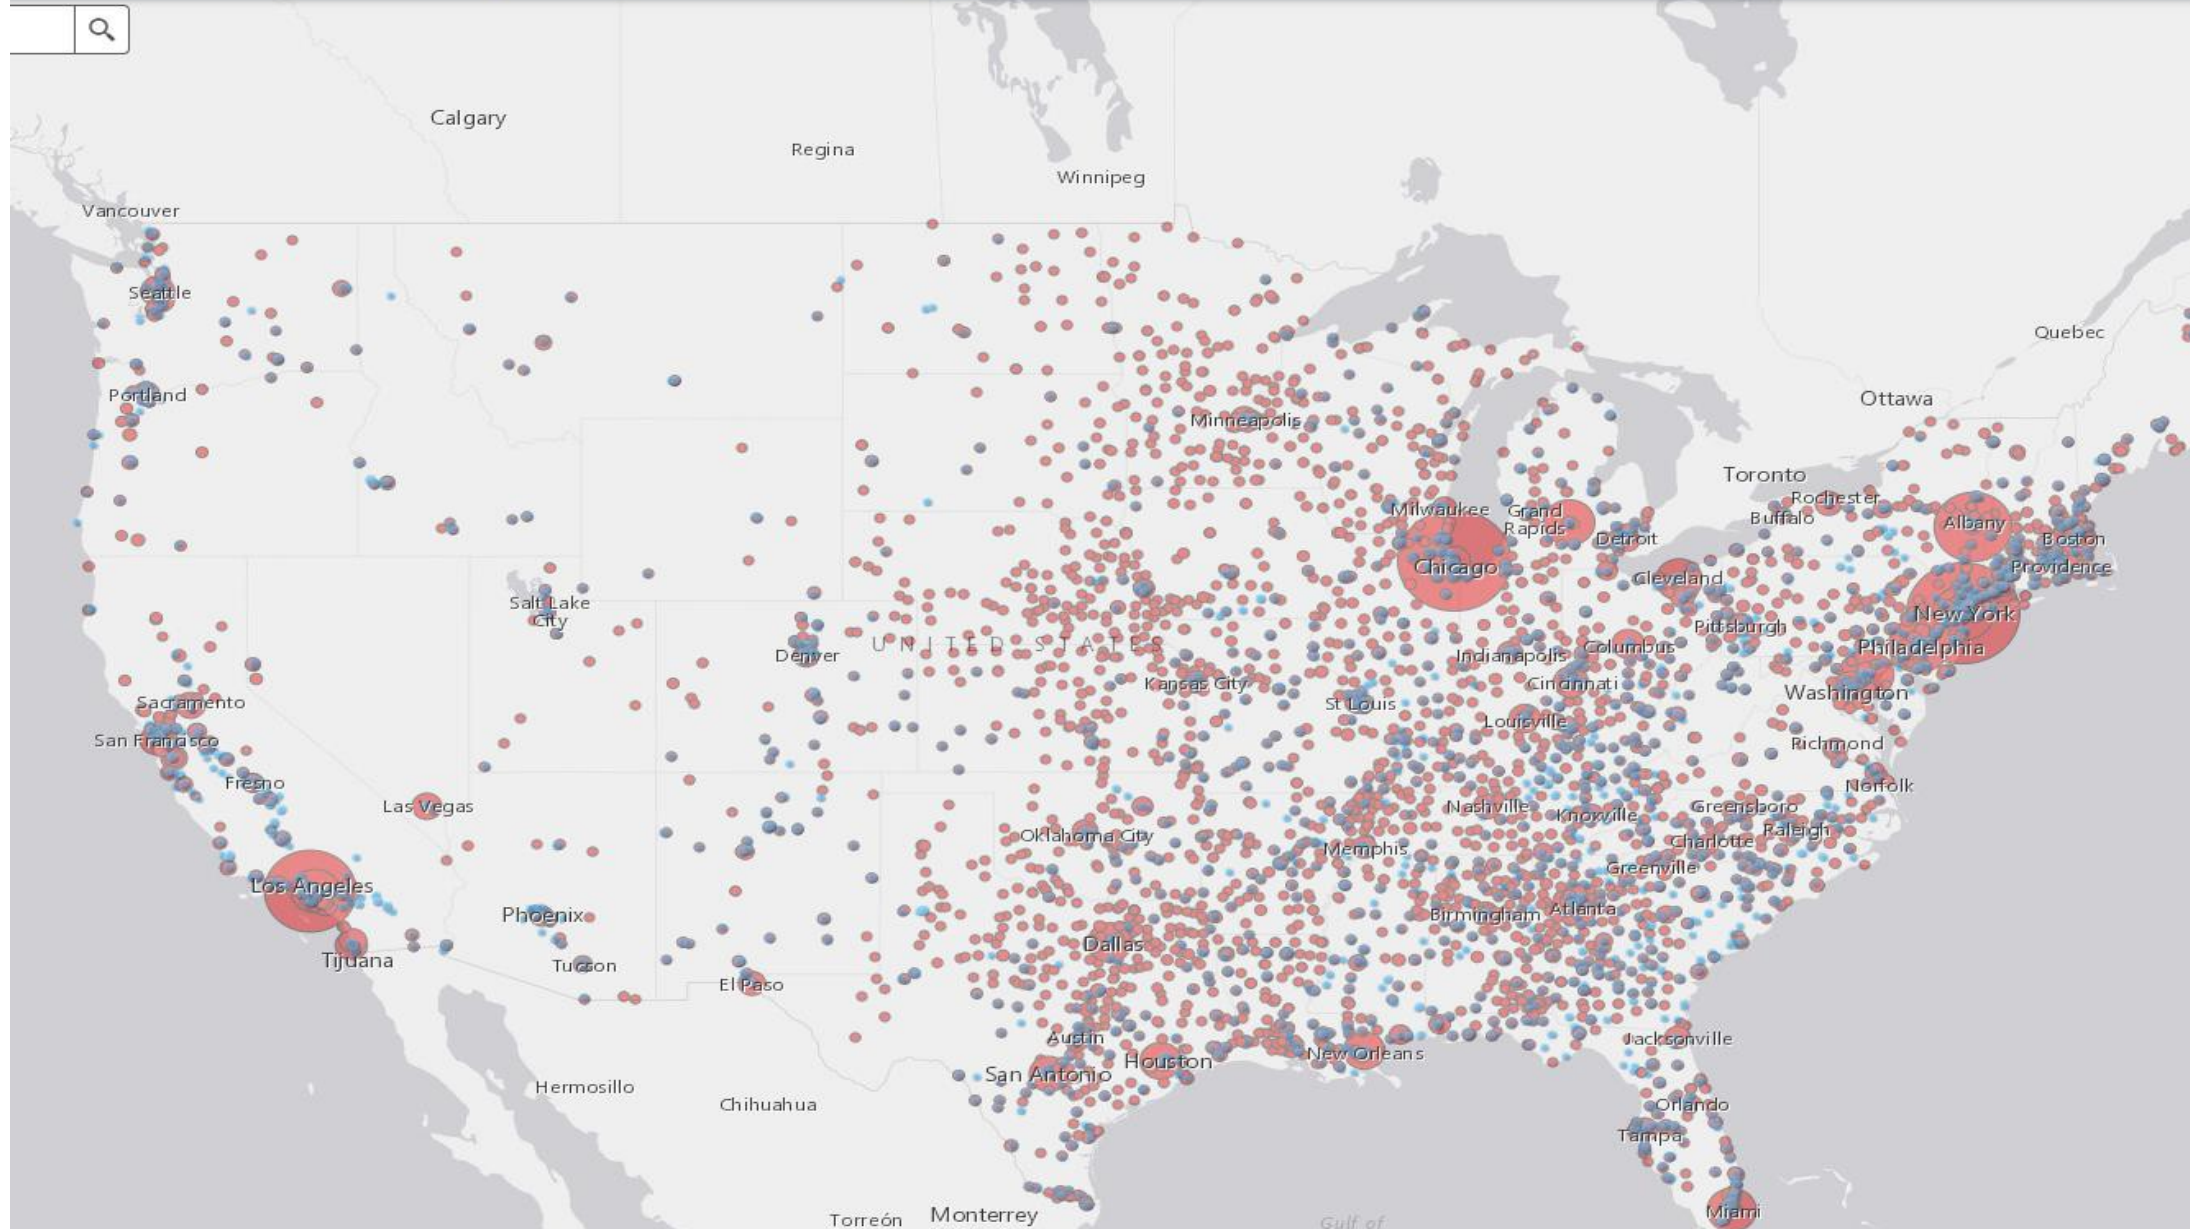 Calgary
Regina
Winnipeg
Vancouver
Seattle
Quebec
Portland
Ottawa
Minneapolis
Toronto
Rochester
Milwaukee
Grand
Rapids
Buffalo
Albany
Detroit
Boston
Chicago
Providence
Cleveland
Salt Lake
City
New York
Pittsburgh
UNITED STATES
Denver
Indianapolis
Columbus
Philadelphia
Kansas City
Cincinnati
Washington
Sacramento
St Louis
Louisville
San Francisco
Richmond
Fresno
Norfolk
Las Vegas
Nashville
Greensboro
Knoxville
Oklahoma City
Raleigh
Memphis
Charlotte
Greenville
Los Angeles
Phoenix
Birmingham
Atlanta
Dallas
Tijuana
Tucson
El Paso
Austin
Jacksonville
New Orleans
Houston
San Antonio
Hermosillo
Chihuahua
Orlando
Tampa
Miami
Monterrey
Torreón
Gulf of